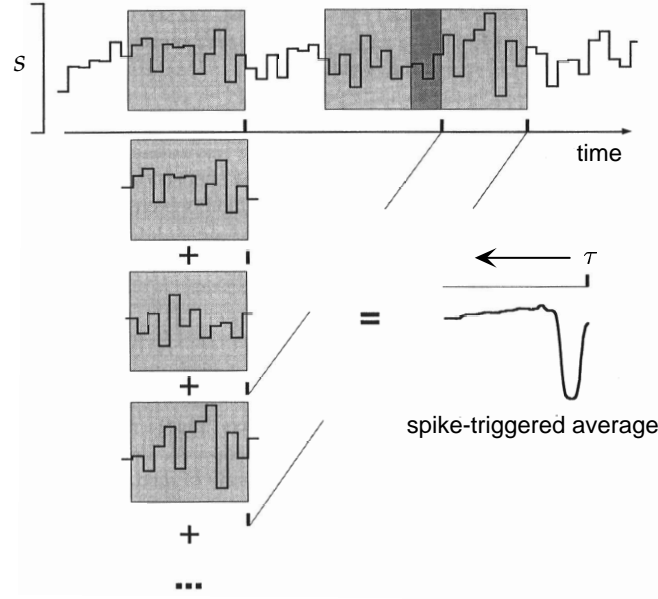 s
time
+
τ
+
=
spike-triggered average
+
...